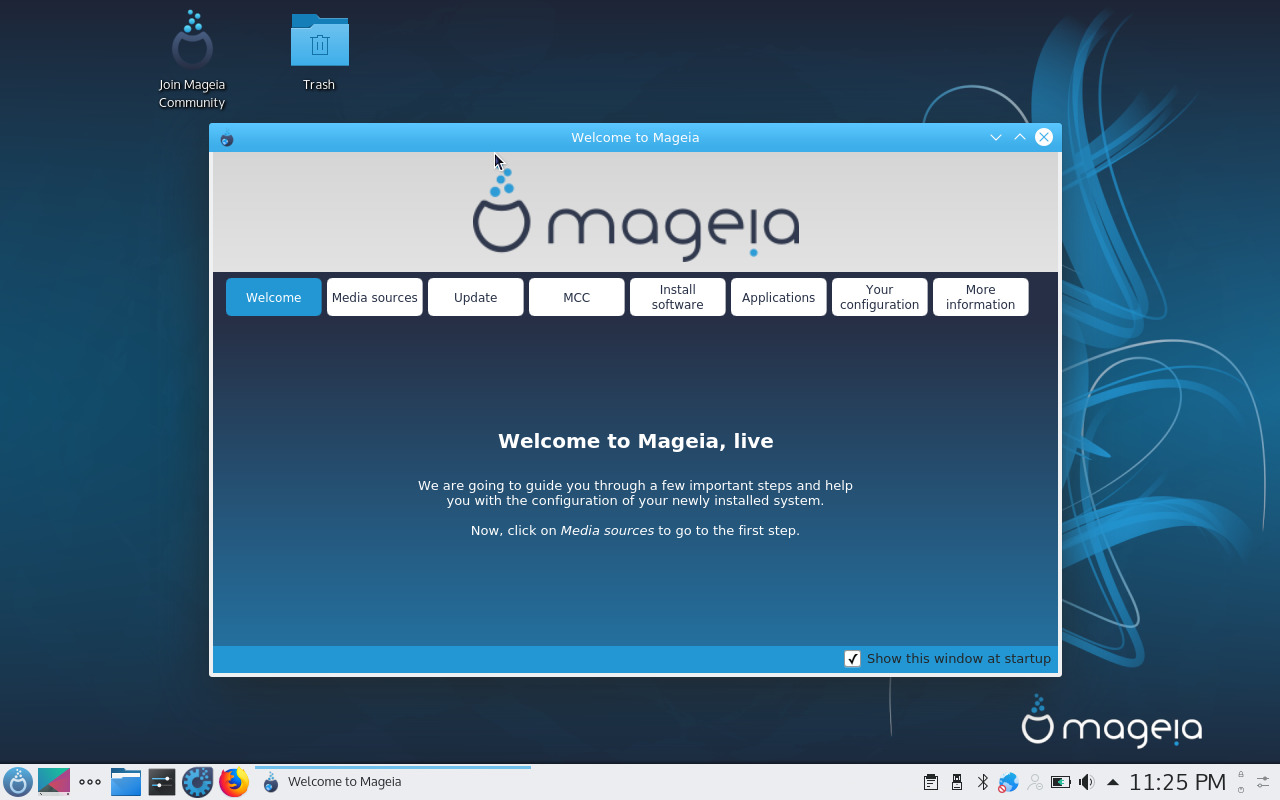 Join Mageia
Community
Trash
Welcome to Mageia
mageia
Welcome
Media sources
Update
MCC
Install
software
Applications
Your
configuration
More
information
Welcome to Mageia, live
We are going to guide you through a few important steps and help
you with the configuration of your newly installed system.
Now, click on Media sources to go to the first step.
Show this window at startup
mageia
Welcome to Mageia
11:25 PM